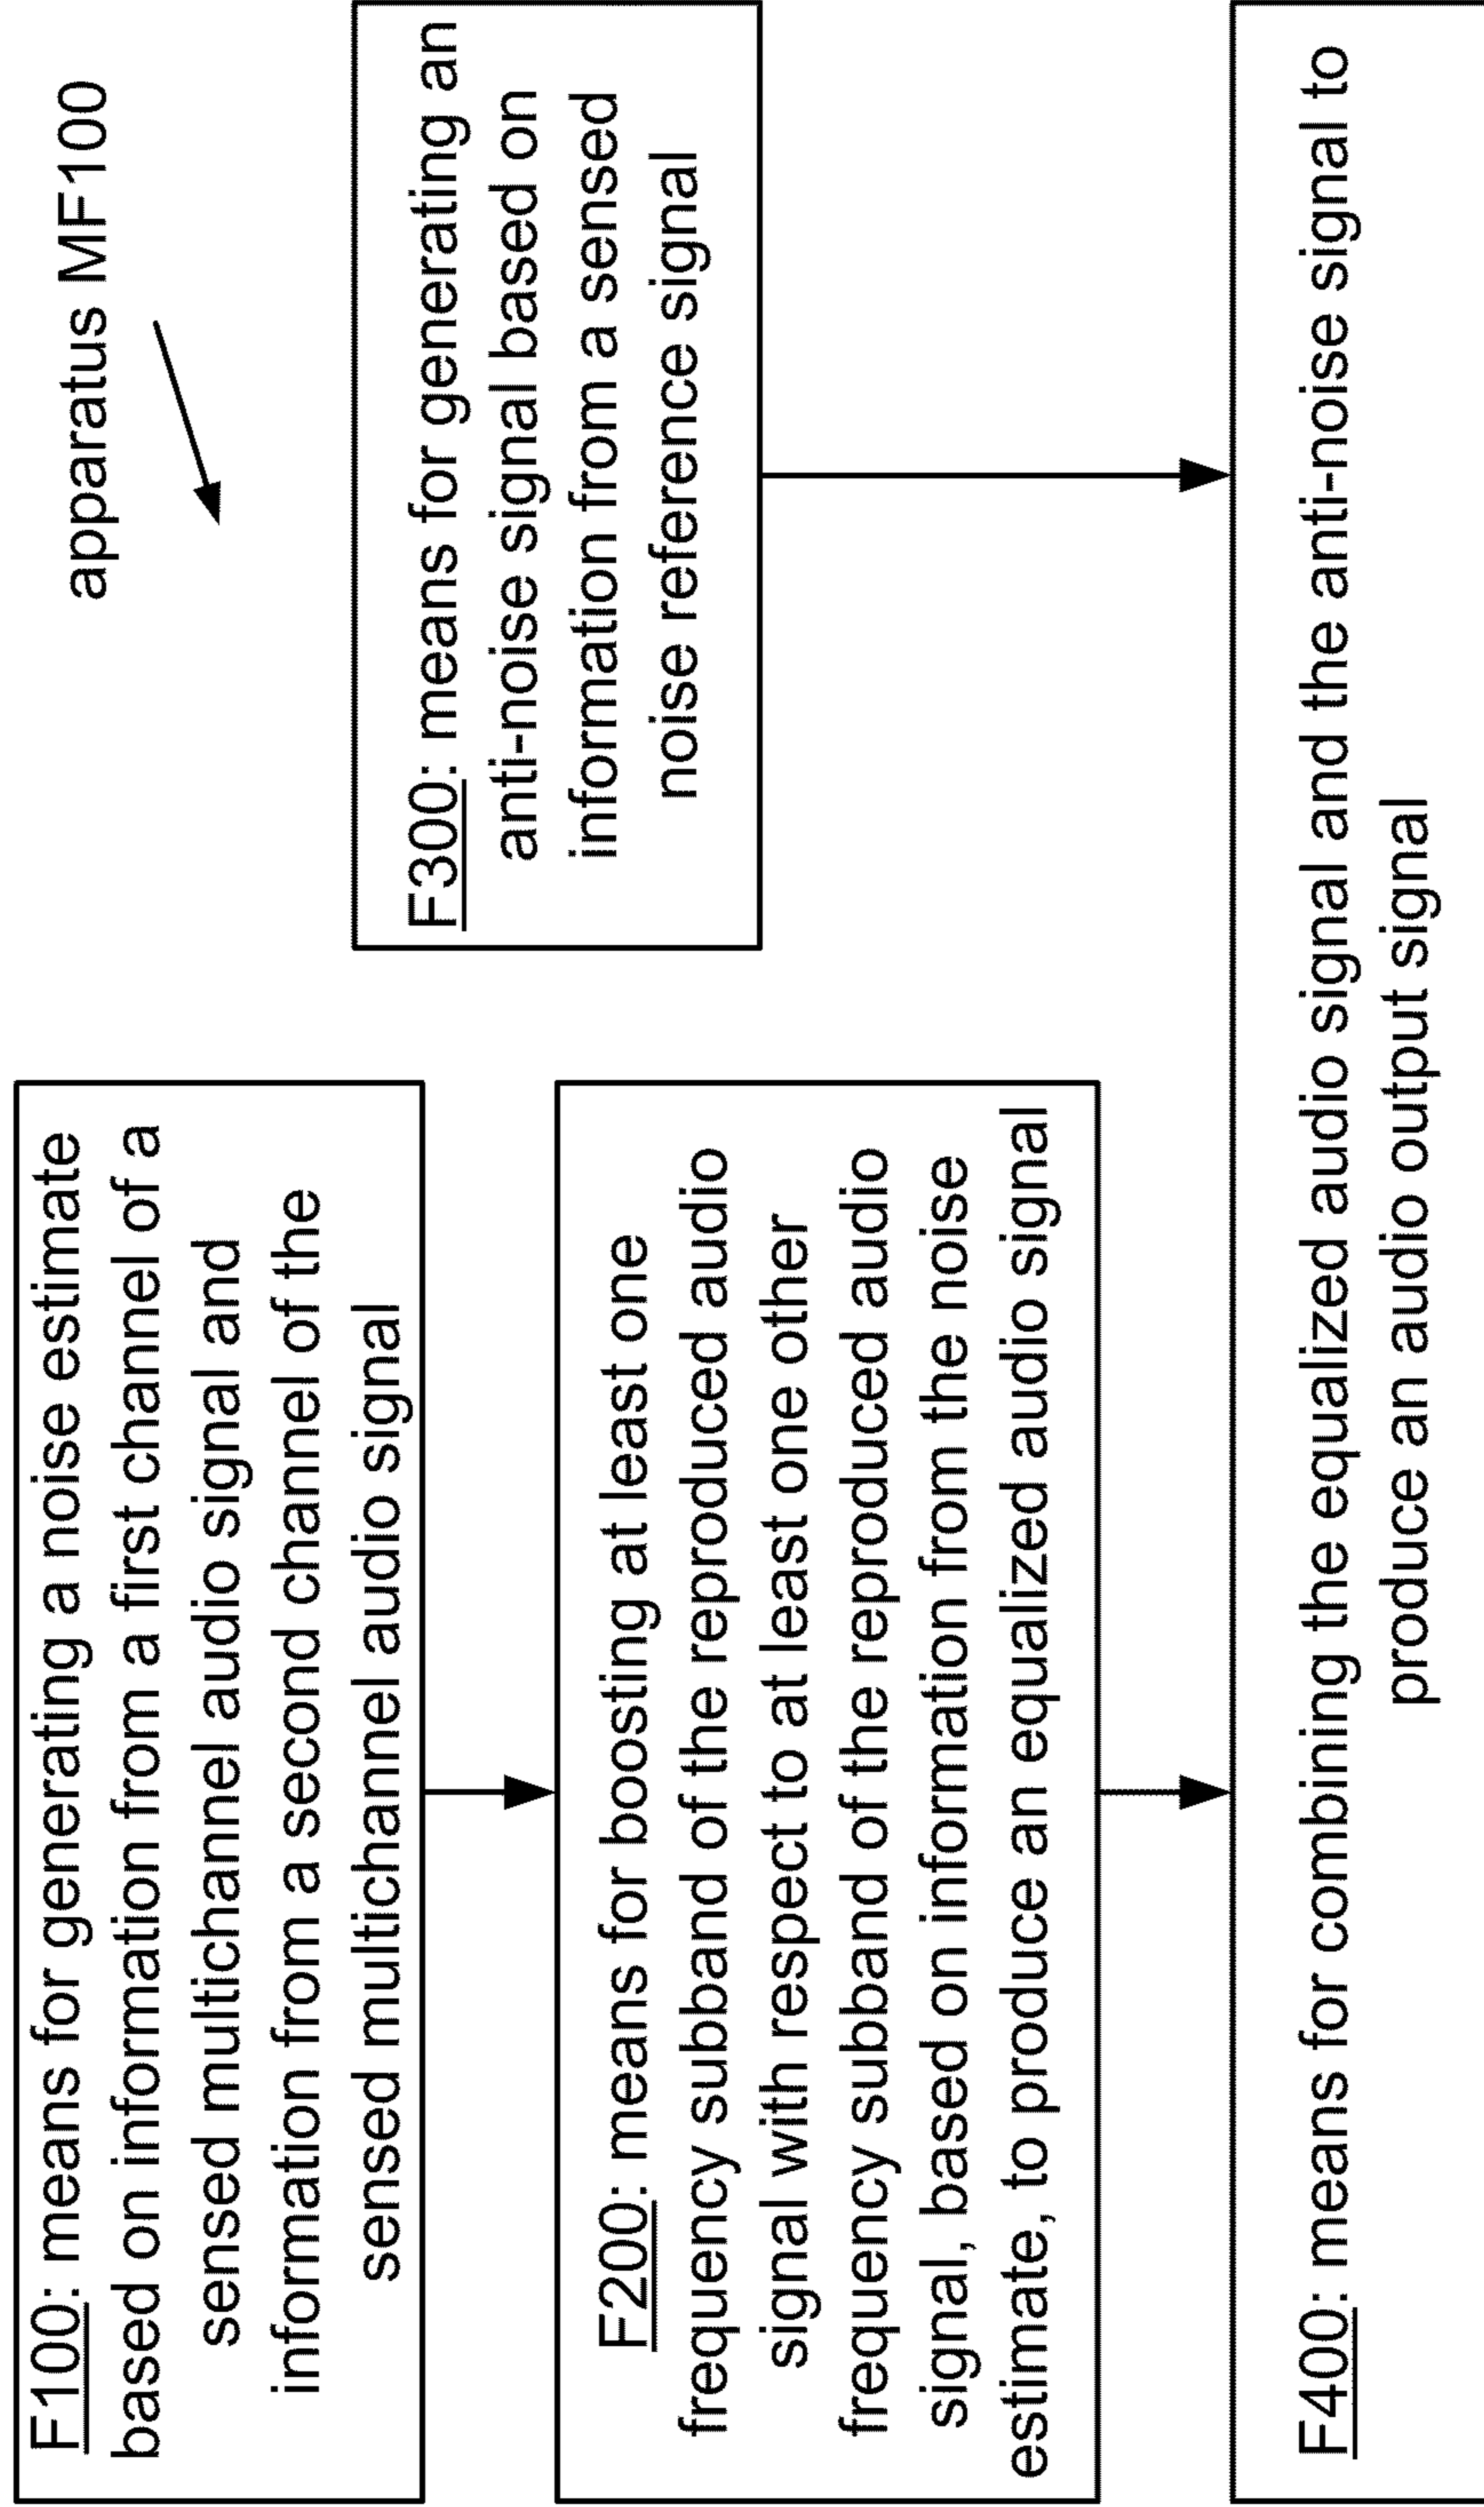 apparatus MF100
F100: means for generating a noise estimate
based on information from a first channel of a
sensed multichannel audio signal and
information from a second channel of the
sensed multichannel audio signal
F300: means for generating an
anti-noise signal based on
information from a sensed
noise reference signal
F200: means for boosting at least one
frequency subband of the reproduced audio
signal with respect to at least one other
frequency subband of the reproduced audio
signal, based on information from the noise
estimate, to produce an equalized audio signal
F400: means for combining the equalized audio signal and the anti-noise signal to
produce an audio output signal